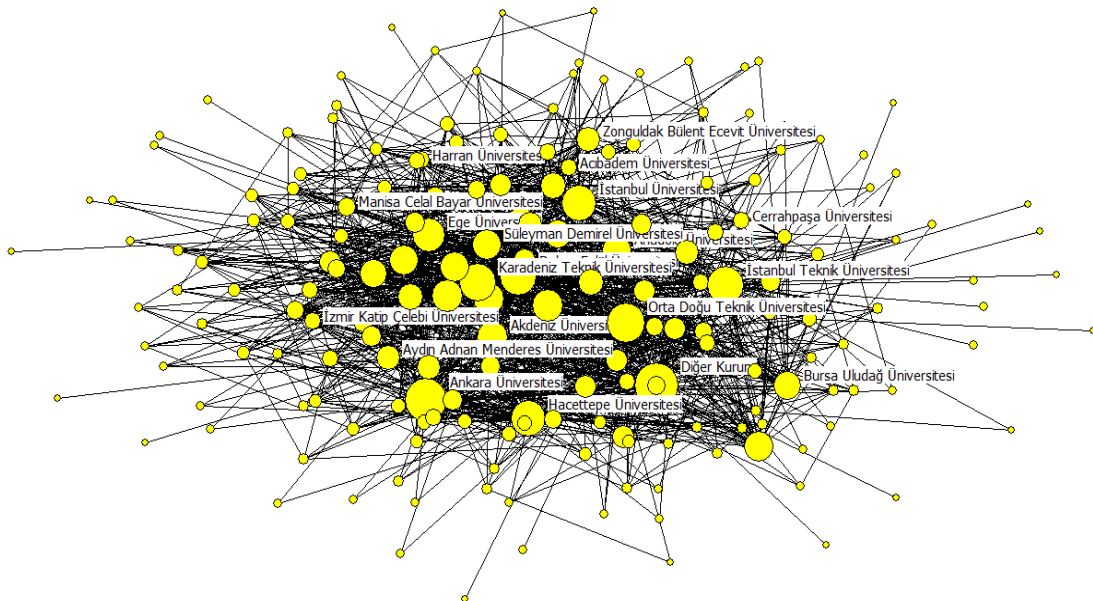 Zonguldak Bülent Ecevit Üniversitesi
Harran Üniversitesi
Acıbadem Üniversitesi
İstanbul Üniversitesi
Manisa Celal Bayar Üniversitesi
Cerrahpaşa Üniversitesi
Ege Üniversi
Süleyman Demirel Üniversitesi
Üniversitesi
Karadeniz Teknik Üniversitesi
İstanbul Teknik Üniversitesi
Orta Doğu Teknik Üniversitesi
İzmir Katip Çelebi Üniversitesi
Akdeniz Üniversi
Aydın Adnan Menderes Üniversitesi
Diğer Kurum
Bursa Uludağ Üniversitesi
Ankara Üniversitesi
Hacettepe Üniversitesi